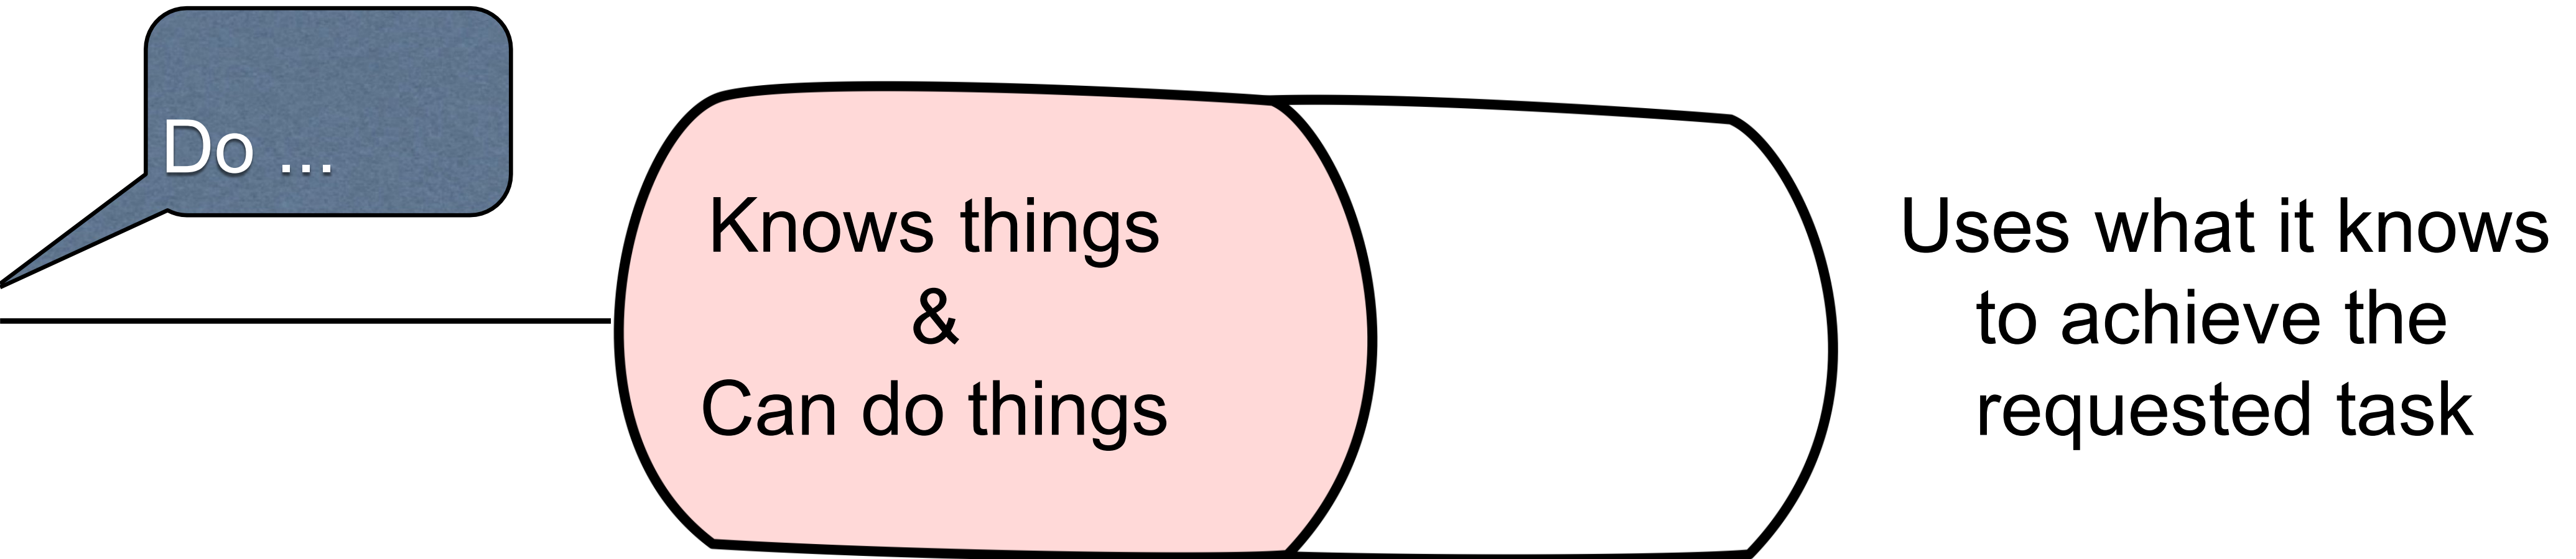 Do ...
Knows things
&
Can do things
Uses what it knows
to achieve the
requested task